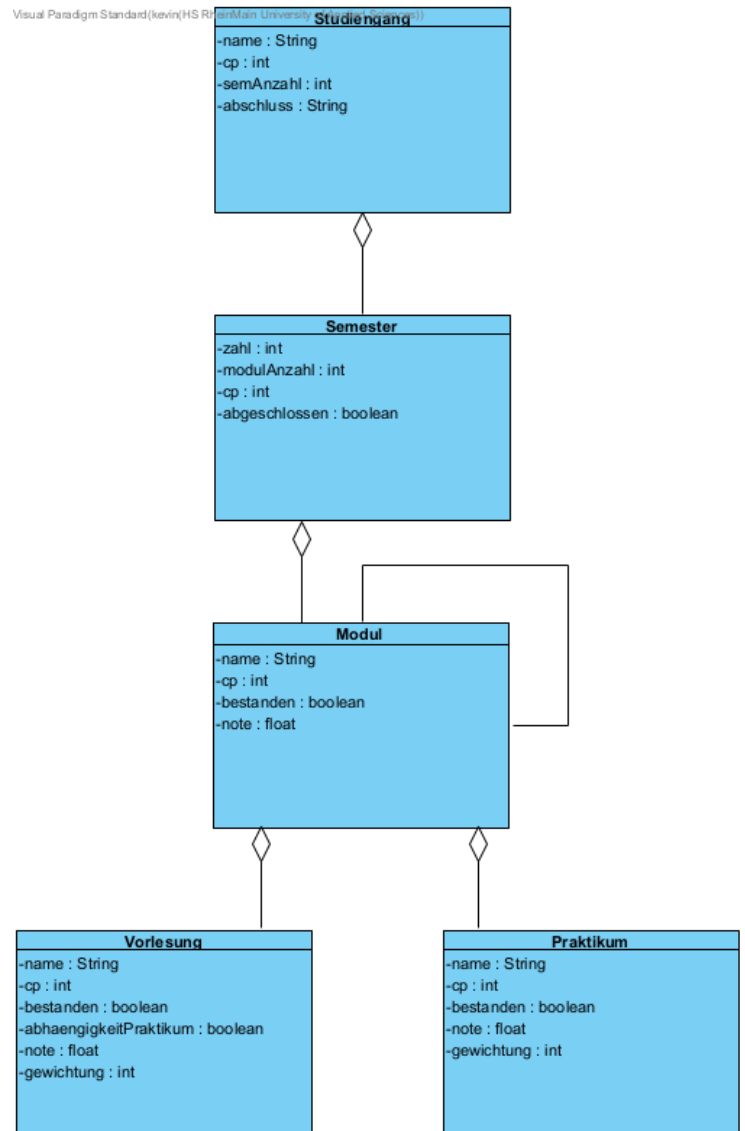 Visual Paradigm Standard(kevin(HS RheinMain University of Applied Sciences))
Studiengang
-name : String
-cp : int
-semAnzahl : int
-abschluss : String
Semester
-zahl : int
-modulAnzahl : int
-cp : int
-abgeschlossen : boolean
Modul
-name : String
-cp : int
-bestanden : boolean
-note : float
Vorlesung
-name : String
-cp : int
-bestanden : boolean
-abhaengigkeitPraktikum : boolean
-note : float
-gewichtung : int
Praktikum
-name : String
-cp : int
-bestanden : boolean
-note : float
-gewichtung : int